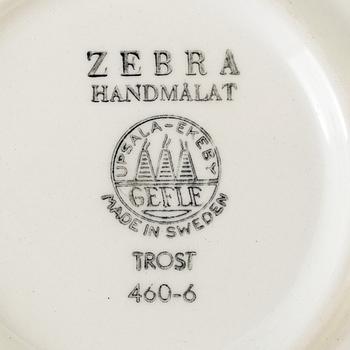 ZEBRA
HANDMÅLAT
UPSALA-EKEBY
GEFLE
MADE IN SWEDEN
TROST
460-6